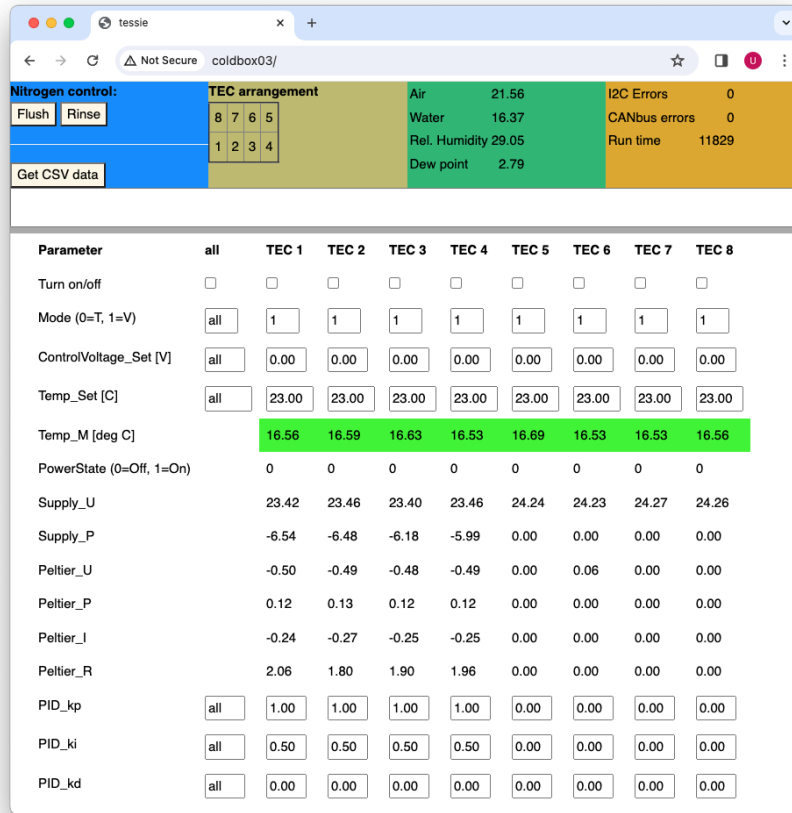 tessie
Not Secure coldbox03/
U
Nitrogen control:
Flush Rinse
Get CSV data
TEC arrangement
8 7 6 5
1 2 3 4
Air 21.56
Water 16.37
Rel. Humidity 29.05
Dew point 2.79
I2C Errors 0
CANbus errors 0
Run time 11829
Parameter all TEC 1 TEC 2 TEC 3 TEC 4 TEC 5 TEC 6 TEC 7 TEC 8
Turn on/off
Mode (0=T, 1=V) all 1 1 1 1 1 1 1 1
ControlVoltage_Set [V] all 0.00 0.00 0.00 0.00 0.00 0.00 0.00 0.00
Temp_Set [C] all 23.00 23.00 23.00 23.00 23.00 23.00 23.00 23.00
Temp_M [deg C] 16.56 16.59 16.63 16.53 16.69 16.53 16.53 16.56
PowerState (0=Off, 1=On) 0 0 0 0 0 0 0 0
Supply_U 23.42 23.46 23.40 23.46 24.24 24.23 24.27 24.26
Supply_P -6.54 -6.48 -6.18 -5.99 0.00 0.00 0.00 0.00
Peltier_U -0.50 -0.49 -0.48 -0.49 0.00 0.06 0.00 0.00
Peltier_P 0.12 0.13 0.12 0.12 0.00 0.00 0.00 0.00
Peltier_I -0.24 -0.27 -0.25 -0.25 0.00 0.00 0.00 0.00
Peltier_R 2.06 1.80 1.90 1.96 0.00 0.00 0.00 0.00
PID_kp all 1.00 1.00 1.00 1.00 0.00 0.00 0.00 0.00
PID_ki all 0.50 0.50 0.50 0.50 0.00 0.00 0.00 0.00
PID_kd all 0.00 0.00 0.00 0.00 0.00 0.00 0.00 0.00